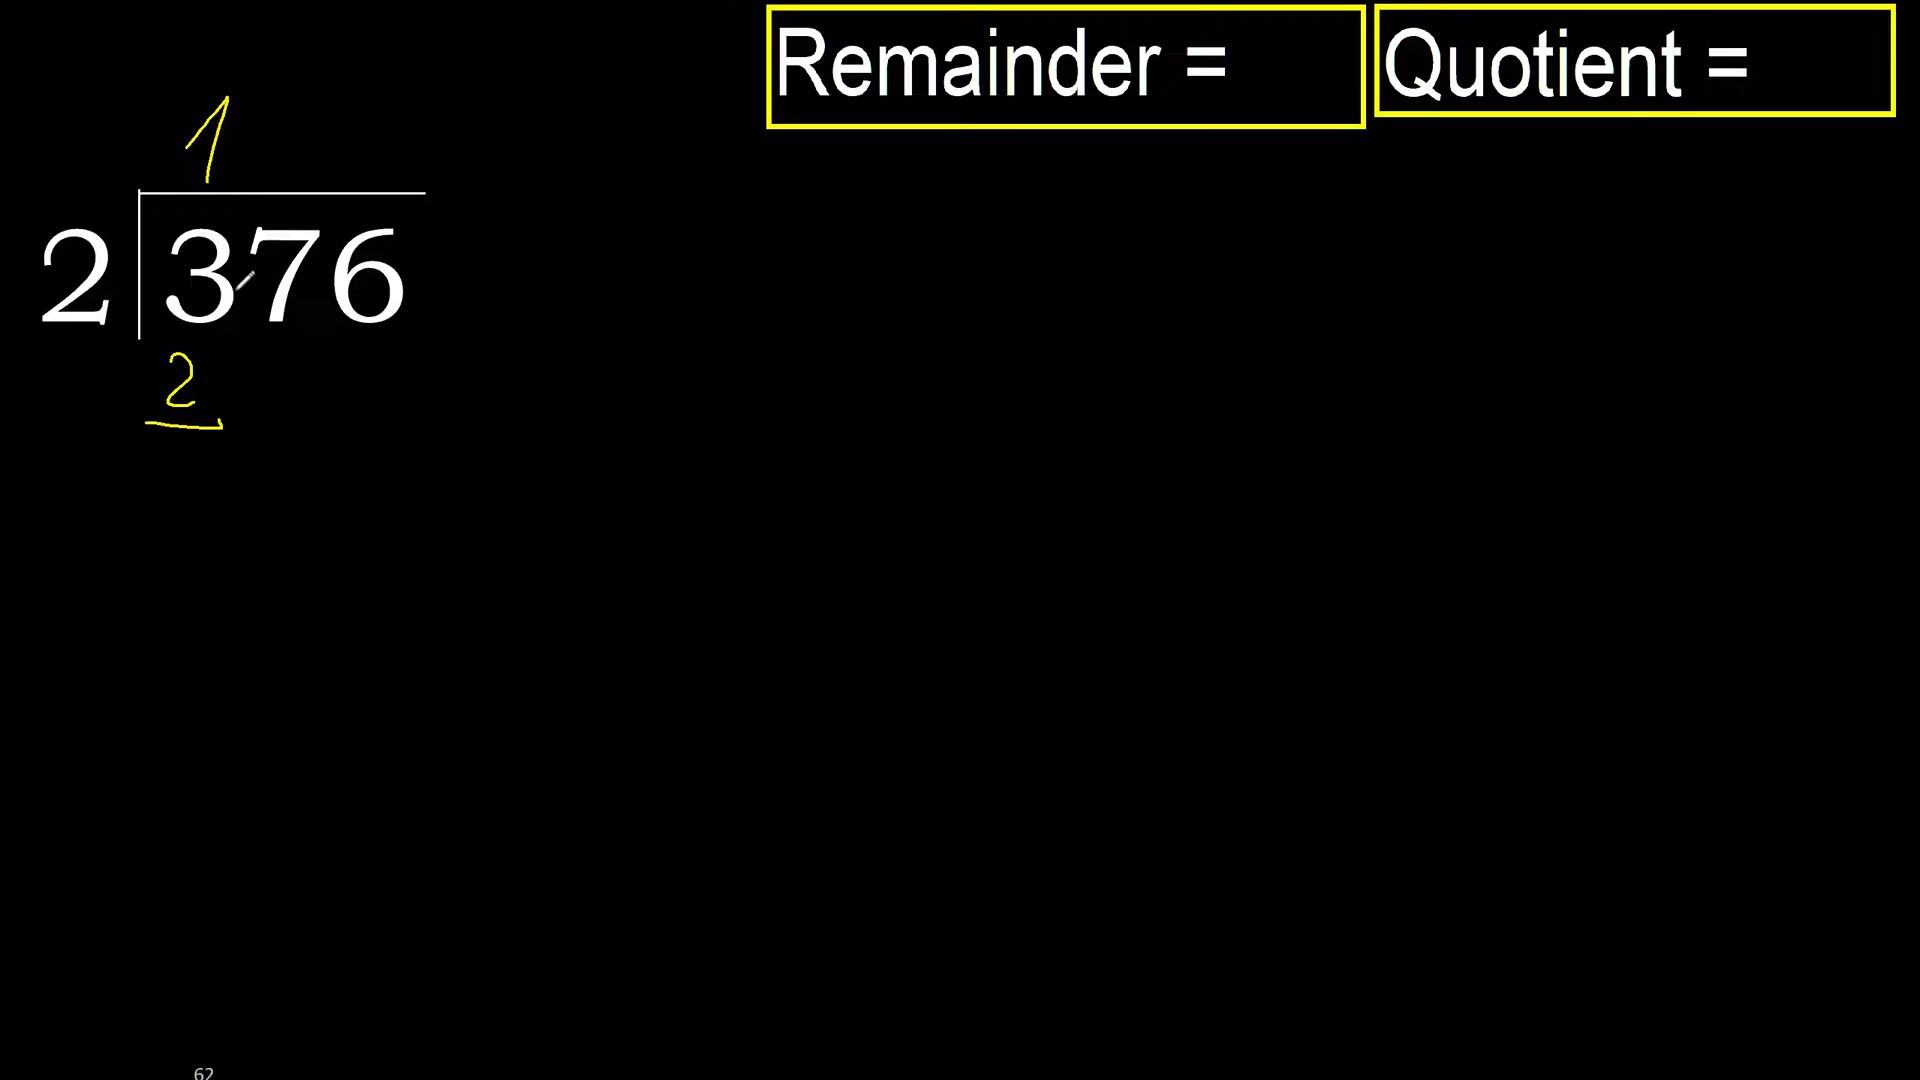 Remainder = Quotient =
1
2 376
2
62